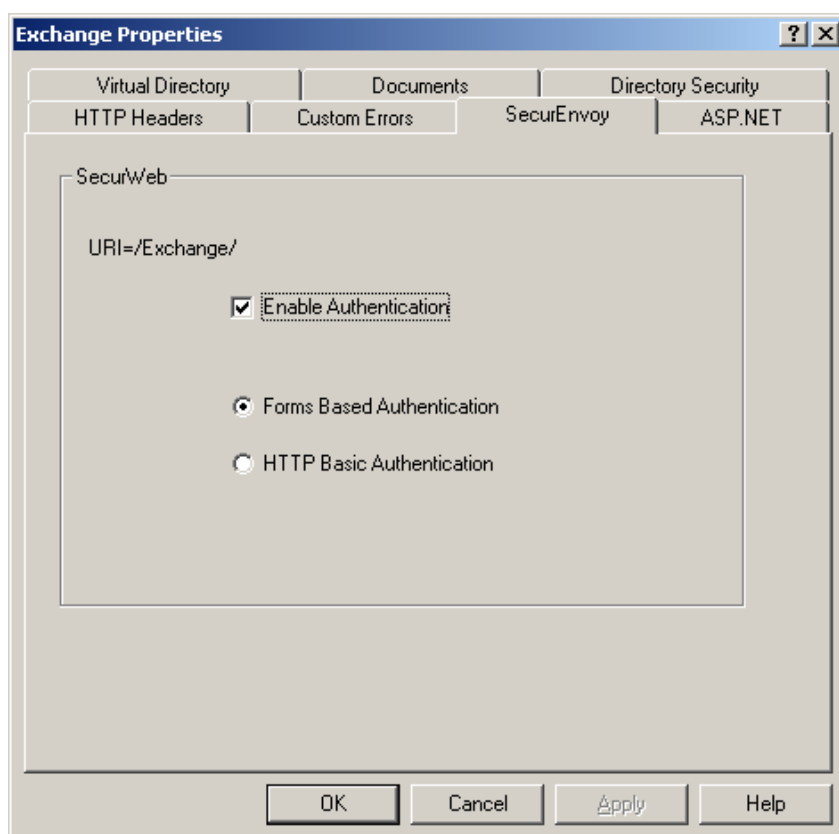 Exchange Properties
Virtual Directory Documents Directory Security
HTTP Headers Custom Errors SecurEnvoy ASP.NET
SecurWeb
URI=/Exchange/
Enable Authentication
Forms Based Authentication
HTTP Basic Authentication
OK Cancel Apply Help